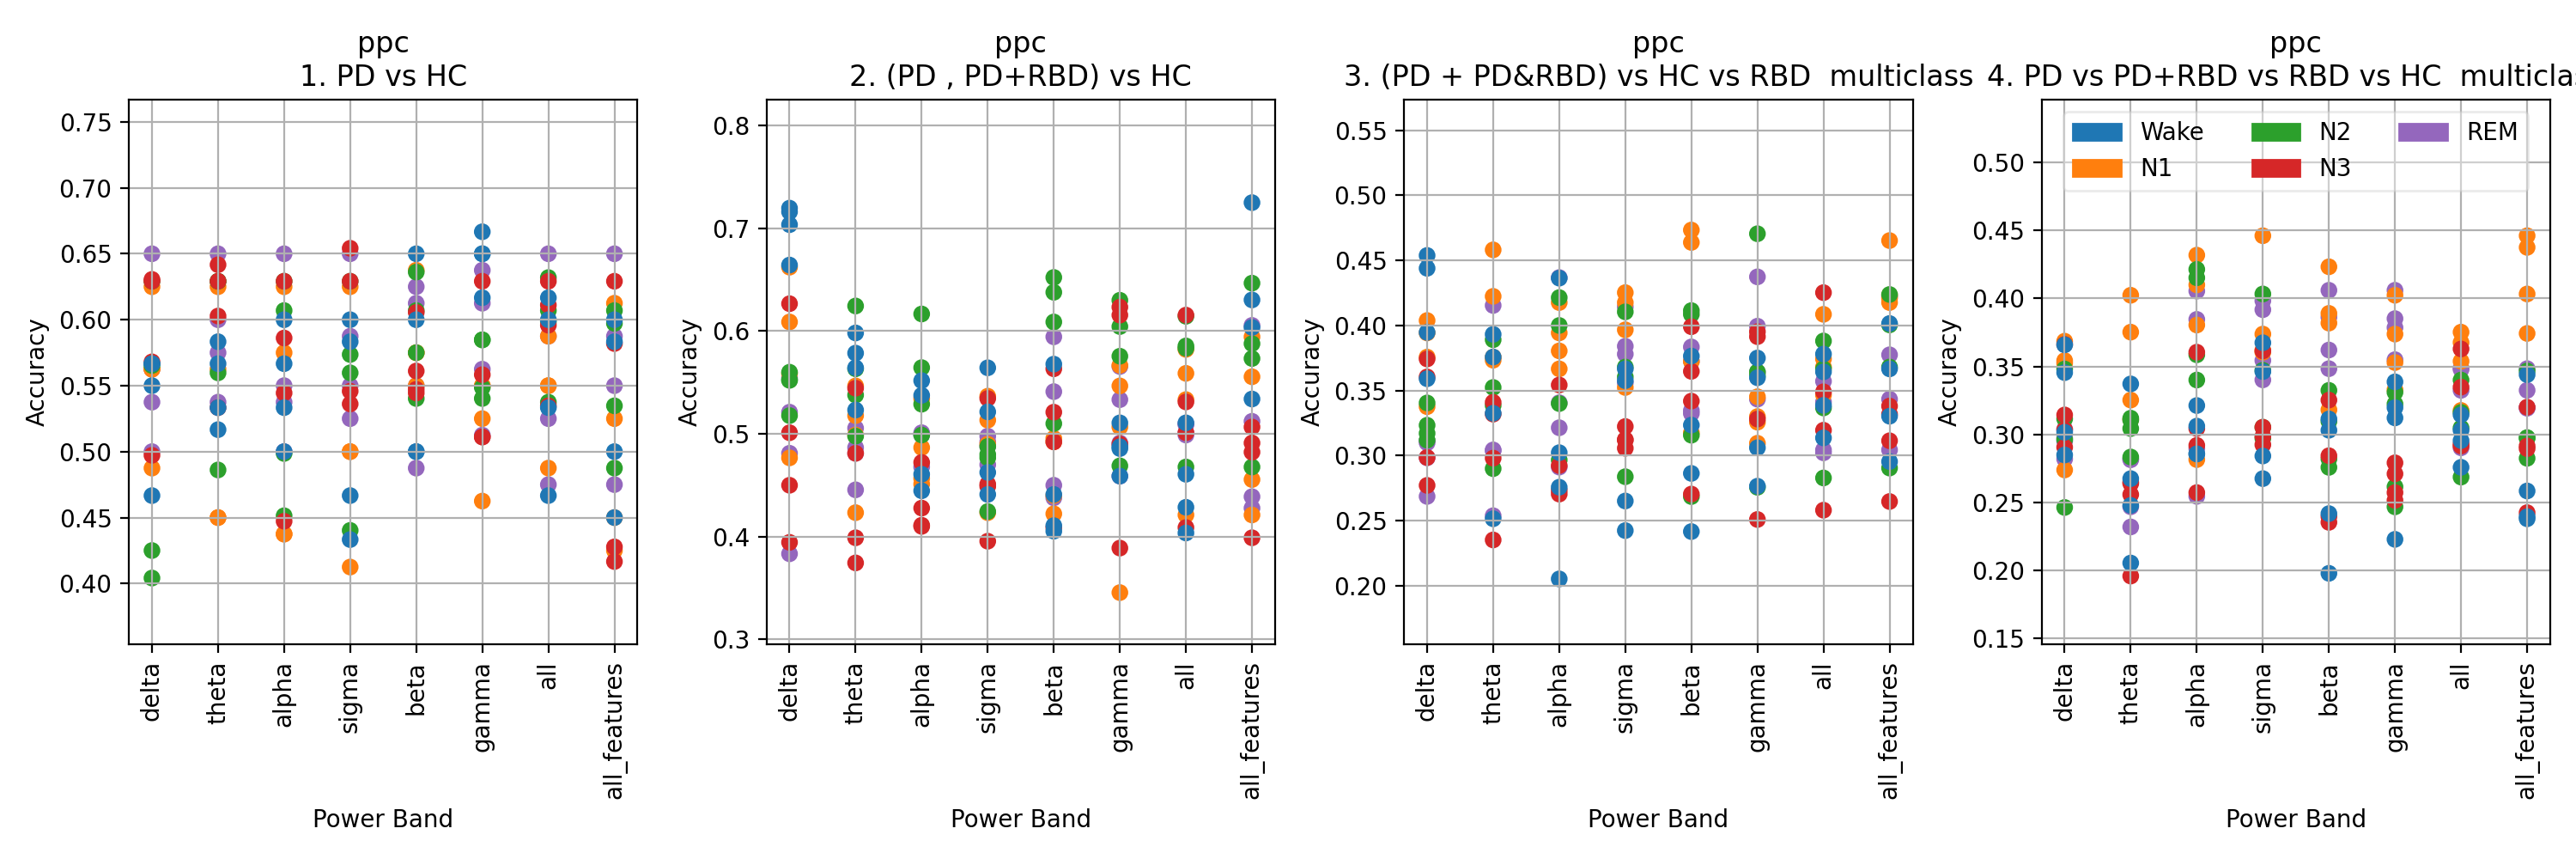 ppc
1. PD vs HC
0.75
0.70
0.65
0.60
0.55
0.50
0.45
0.40
Accuracy
delta
theta
alpha
sigma
beta
gamma
all
all_features
Power Band
ppc
2. (PD , PD+RBD) vs HC
0.8
0.7
0.6
0.5
0.4
0.3
Accuracy
delta
theta
alpha
sigma
beta
gamma
all
all_features
Power Band
ppc
3. (PD + PD&RBD) vs HC vs RBD  multiclass
0.55
0.50
0.45
0.40
0.35
0.30
0.25
0.20
Accuracy
delta
theta
alpha
sigma
beta
gamma
all
all_features
Power Band
ppc
4. PD vs PD+RBD vs RBD vs HC  multicla
Wake
N1
N2
N3
REM
0.50
0.45
0.40
0.35
0.30
0.25
0.20
0.15
Accuracy
delta
theta
alpha
sigma
beta
gamma
all
all_features
Power Band